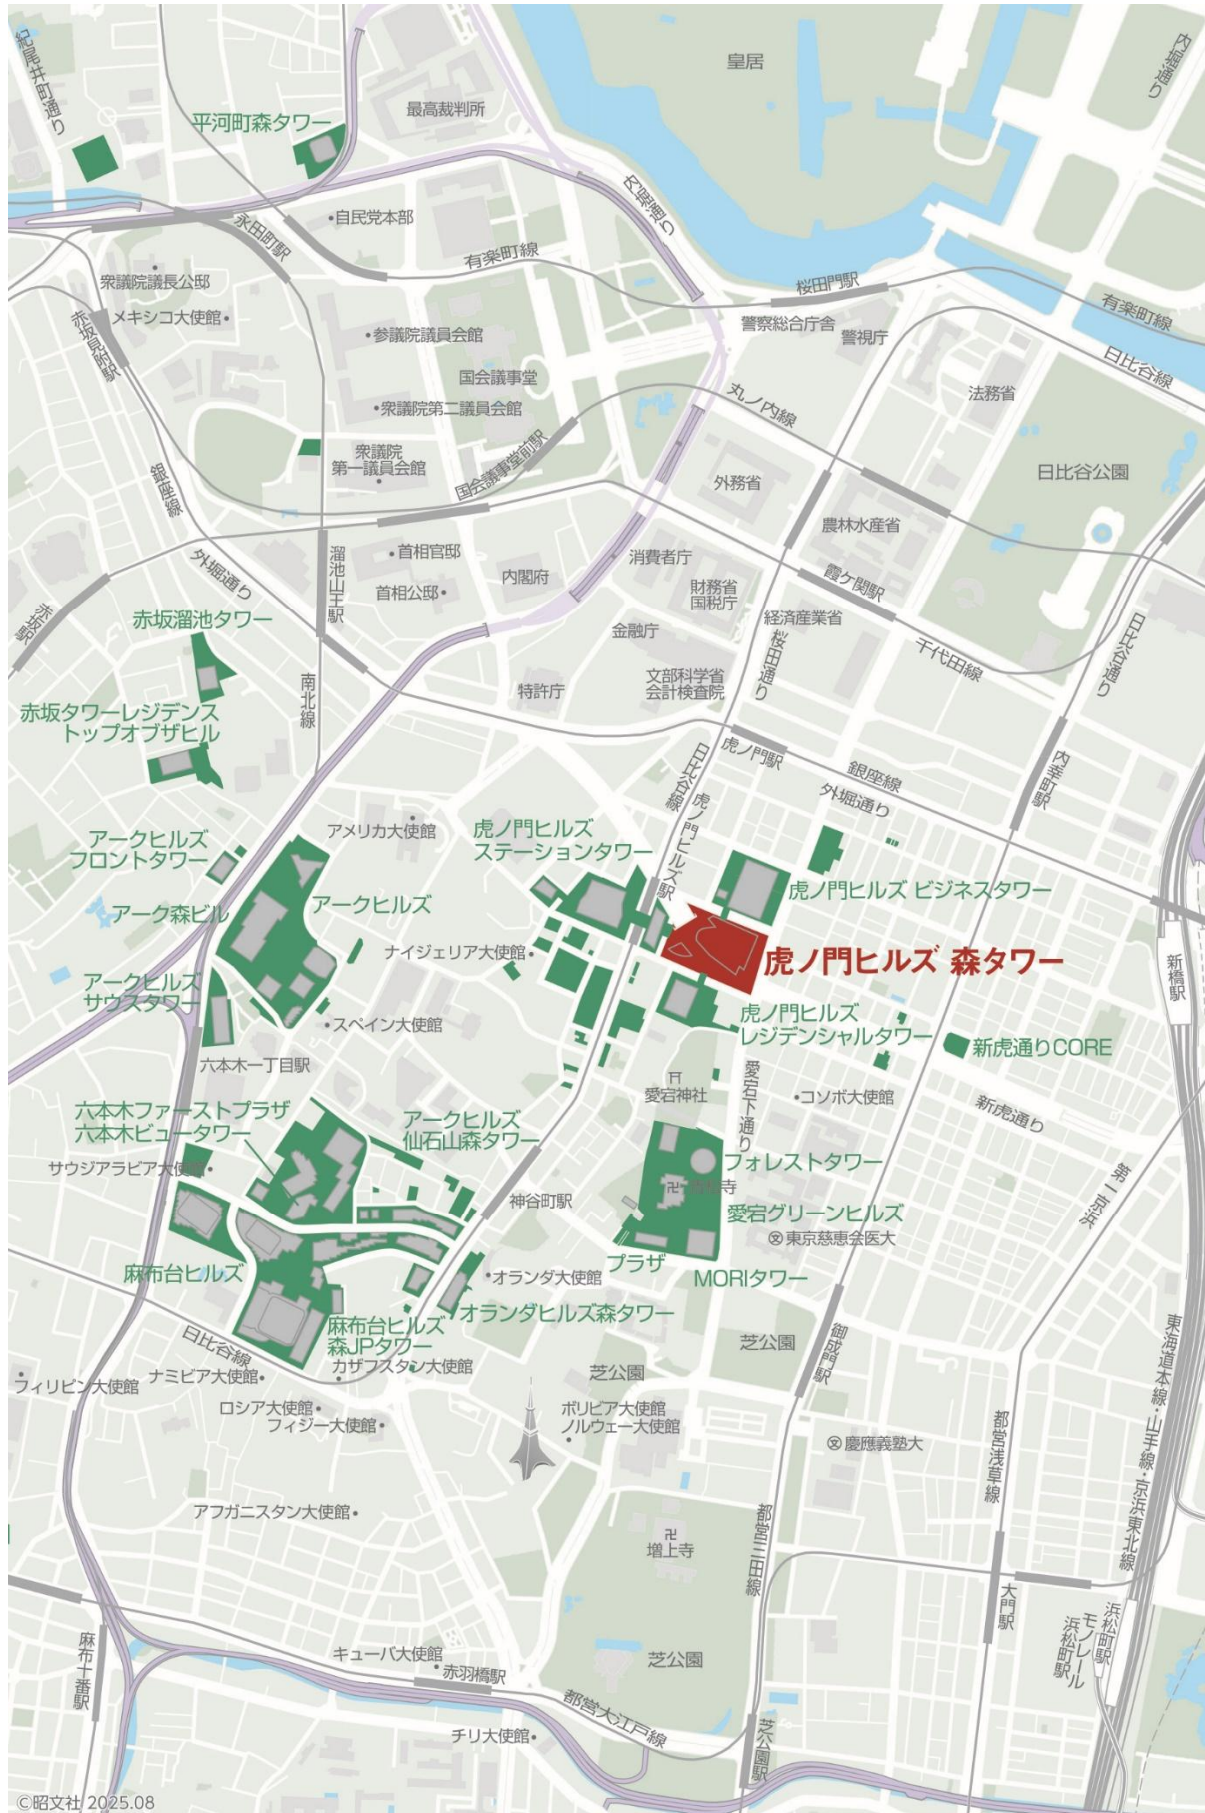 皇居
内堀通り
紀尾井町通り
最高裁判所
平河町森タワー
内堀通り
自民党本部
永田町駅
有楽町線
衆議院議長公邸
桜田門駅
有楽町線
メキシコ大使館
赤坂見附駅
参議院議員会館
警察総合庁舎
警視庁
日比谷線
国会議事堂
丸ノ内線
法務省
衆議院第二議員会館
衆議院
第一議員会館
国会議事堂前駅
日比谷公園
外務省
銀座線
農林水産省
外堀通り
溜池山王駅
首相官邸
首相公邸
内閣府
消費者庁
財務省
国税庁
霞ケ関駅
赤坂駅
赤坂溜池タワー
金融庁
経済産業省
桜田通り
千代田線
日比谷通り
文部科学省
会計検査院
特許庁
南北線
赤坂タワーレジデンス
トップオブザヒル
虎ノ門駅
銀座線
外堀通り
内幸町駅
日比谷線
虎ノ門ヒルズ駅
アメリカ大使館
虎ノ門ヒルズ
ステーションタワー
アークヒルズ
フロントタワー
虎ノ門ヒルズ ビジネスタワー
アーク森ビル
アークヒルズ
ナイジェリア大使館
虎ノ門ヒルズ 森タワー
新橋駅
アークヒルズ
サウスタワー
スペイン大使館
虎ノ門ヒルズ
レジデンシャルタワー
新虎通りCORE
六本木一丁目駅
愛宕神社
愛宕下通り
コソボ大使館
新虎通り
六本木ファーストプラザ
六本木ビュータワー
アークヒルズ
仙石山森タワー
サウジアラビア大使館
フォレストタワー
第一京浜
神谷町駅
愛宕グリーンヒルズ
東京慈恵会医大
麻布台ヒルズ
プラザ
MORIタワー
オランダ大使館
オランダヒルズ森タワー
麻布台ヒルズ
森JPタワー
日比谷線
カザフスタン大使館
芝公園
御成門駅
東海道本線・山手線・京浜東北線
フィリピン大使館
ナミビア大使館
芝公園
ロシア大使館
フィジー大使館
ボリビア大使館
ノルウェー大使館
慶應義塾大
都営浅草線
アフガニスタン大使館
都営三田線
増上寺
大門駅
浜松町駅
モノレール
浜松町駅
麻布十番駅
キューバ大使館
赤羽橋駅
芝公園
都営大江戸線
チリ大使館
芝公園駅
©昭文社 2025.08